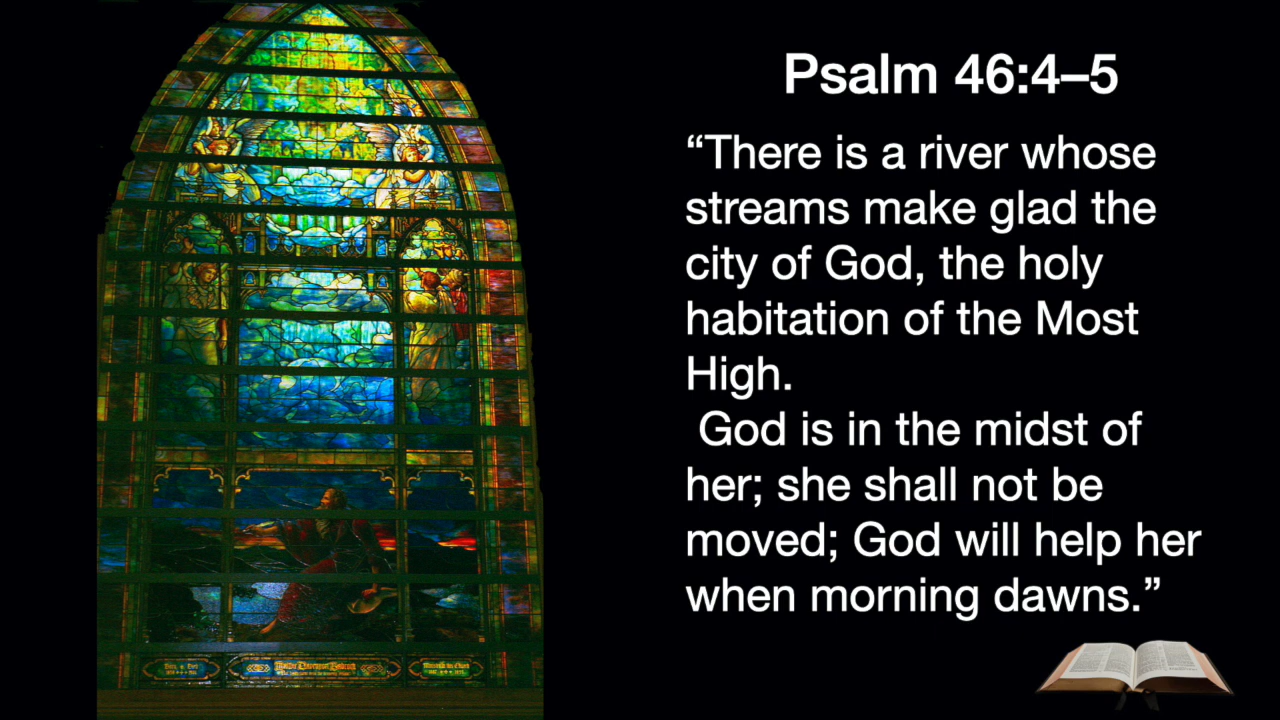 Psalm 46:4–5
“There is a river whose
streams make glad the
city of God, the holy
habitation of the Most
High.
God is in the midst of
her; she shall not be
moved; God will help her
when morning dawns.”